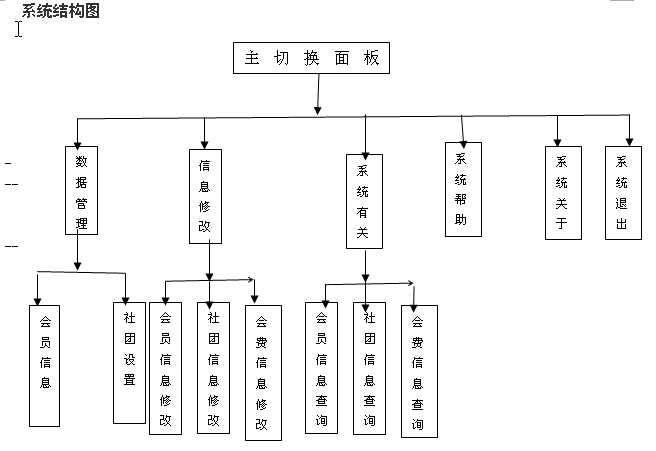 系统结构图
主切换面板
数据管理
信息修改
系统有关
系统帮助
系统关于
系统退出
会员信息
社团设置
会员信息修改
社团信息修改
会费信息修改
会员信息查询
社团信息查询
会费信息查询